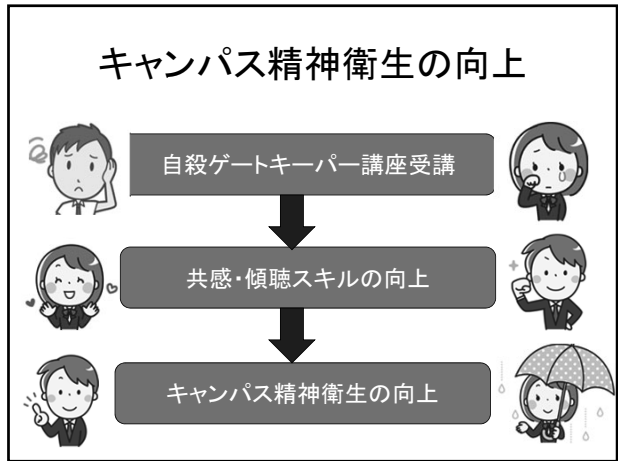 キャンパス精神衛生の向上
自殺ゲートキーパー講座受講
共感・傾聴スキルの向上
キャンパス精神衛生の向上